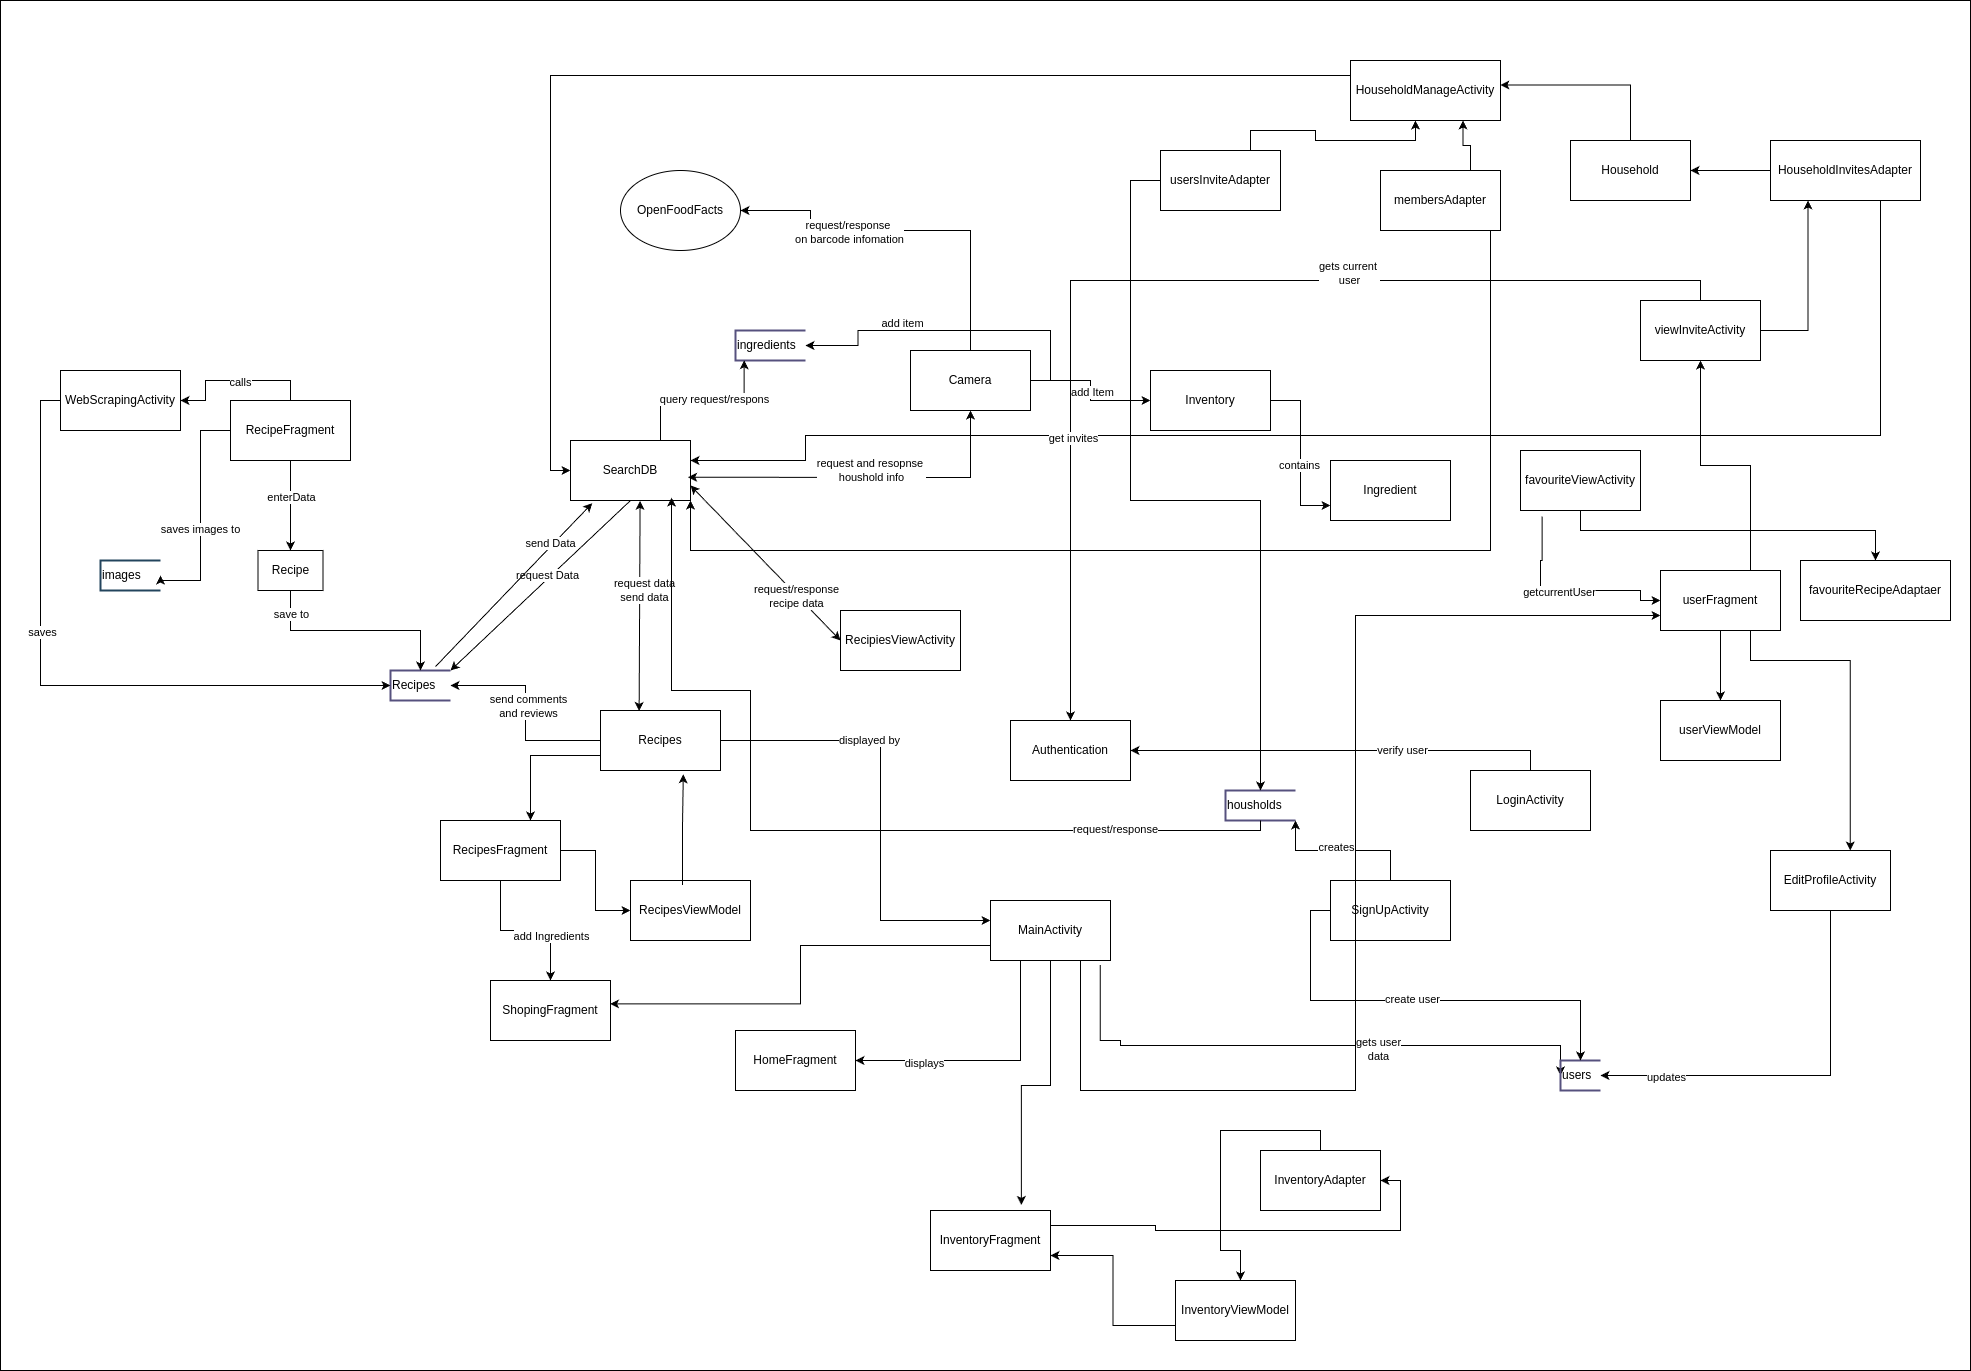 HouseholdManageActivity
Household
HouseholdInvitesAdapter
usersInviteAdapter
membersAdapter
OpenFoodFacts
request/response
on barcode infomation
gets current
user
viewInviteActivity
add item
ingredients
Camera
add Item
Inventory
WebScrapingActivity
calls
RecipeFragment
query request/respons
get invites
SearchDB
request and resopnse
houshold info
contains
Ingredient
favouriteViewActivity
enterData
saves images to
send Data
images
Recipe
request Data
request data
send data
request/response
recipe data
getcurrentUser
userFragment
favouriteRecipeAdaptaer
save to
saves
RecipiesViewActivity
Recipes
send comments
and reviews
Recipes
displayed by
Authentication
verify user
userViewModel
LoginActivity
housholds
request/response
creates
RecipesFragment
RecipesViewModel
EditProfileActivity
SignUpActivity
add Ingredients
MainActivity
ShopingFragment
create user
HomeFragment
displays
gets user
data
users
updates
InventoryAdapter
InventoryFragment
InventoryViewModel